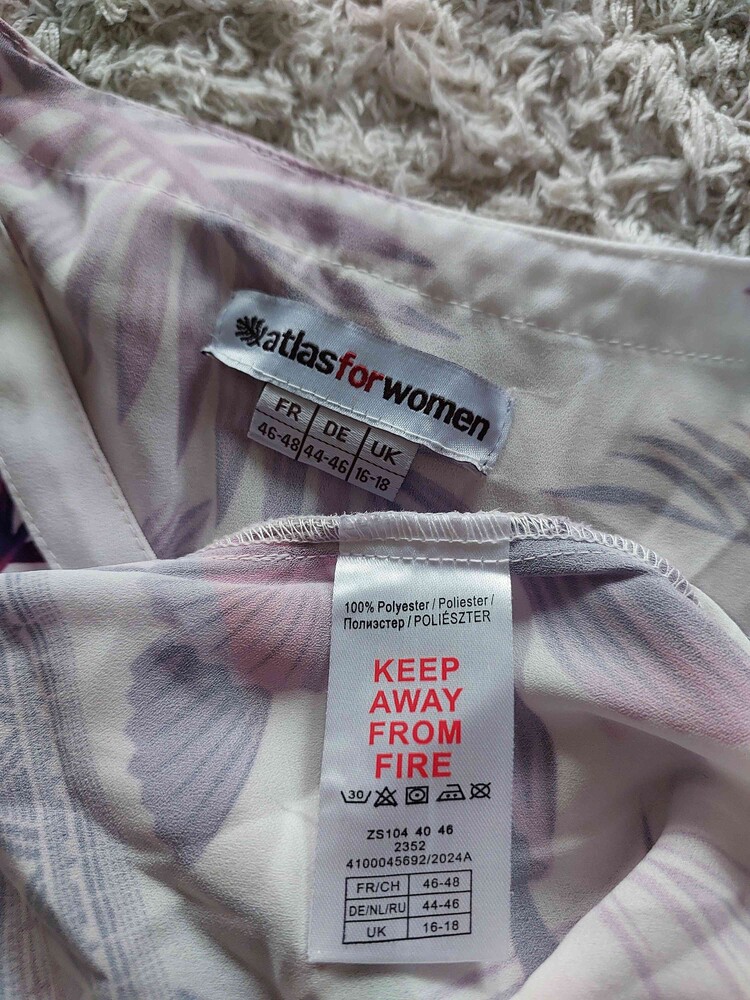 atlasforwomen
FR DE UK
46-48 44-46 16-18
100% Polyester / Poliester /
Полиэстер / POLIÉSZTER
KEEP
AWAY
FROM
FIRE
30
ZS104 40 46
2352
4100045692/2024A
FR/CH 46-48
DE/NL/RU 44-46
UK 16-18